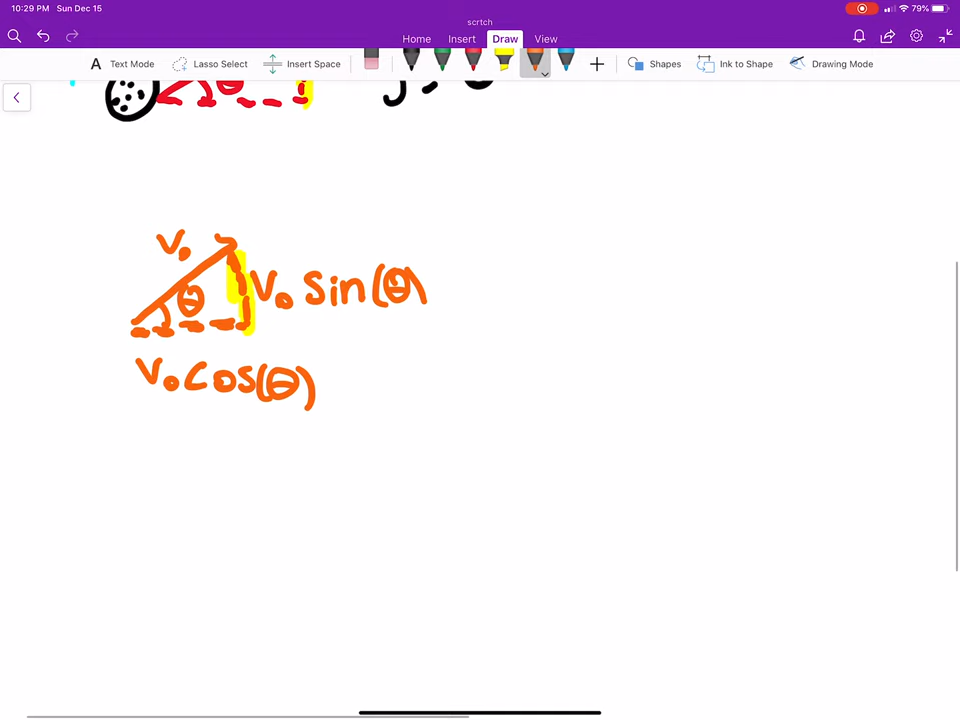 10:29 PM Sun Dec 15
79%
scrtch
Home Insert Draw View
Text Mode Lasso Select Insert Space Shapes Ink to Shape Drawing Mode
θ
V₀
θ
V₀ Sin(θ)
V₀ cos(θ)